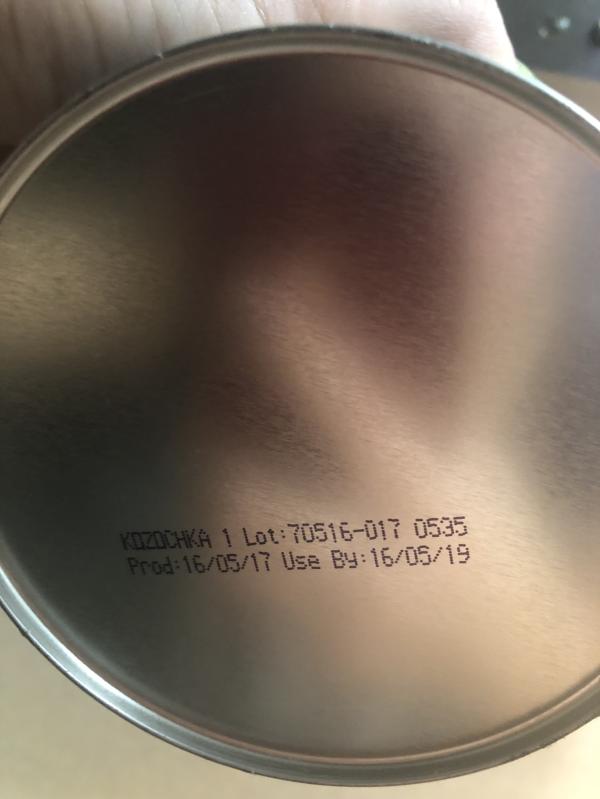 KOZOCHKA 1 Lot:70516-017 0535
Prod:16/05/17 Use By:16/05/19